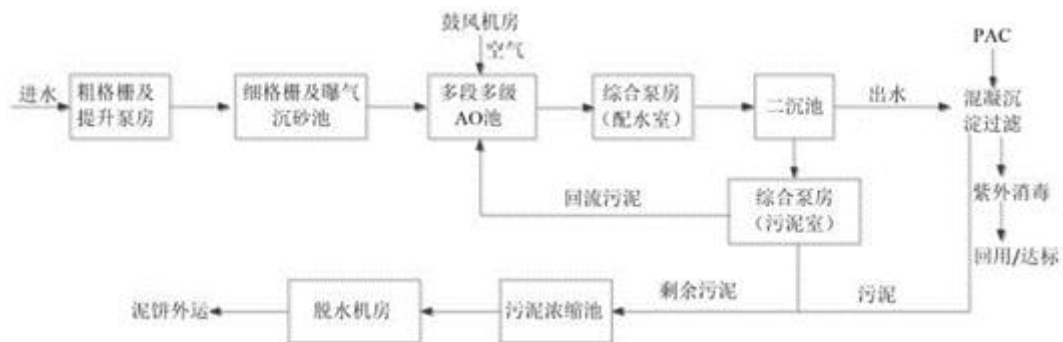 鼓风机房
空气
PAC
进水
粗格栅及
提升泵房
细格栅及曝气
沉砂池
多段多级
AO池
综合泵房
（配水室）
二沉池
出水
混凝沉
淀过滤
回流污泥
综合泵房
（污泥室）
紫外消毒
回用/达标
泥饼外运
脱水机房
污泥浓缩池
剩余污泥
污泥